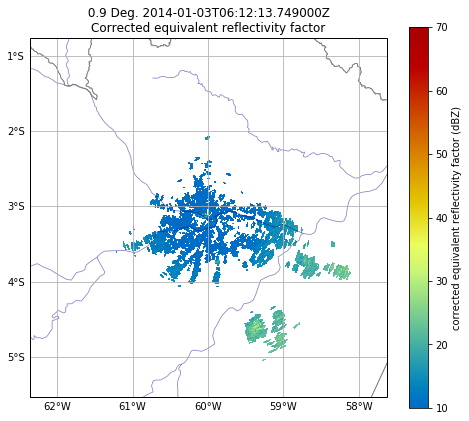 0.9 Deg. 2014-01-03T06:12:13.749000Z
Corrected equivalent reflectivity factor
1°S
2°S
3°S
4°S
5°S
62°W
61°W
60°W
59°W
58°W
70
60
50
40
30
20
10
corrected equivalent reflectivity factor (dBZ)